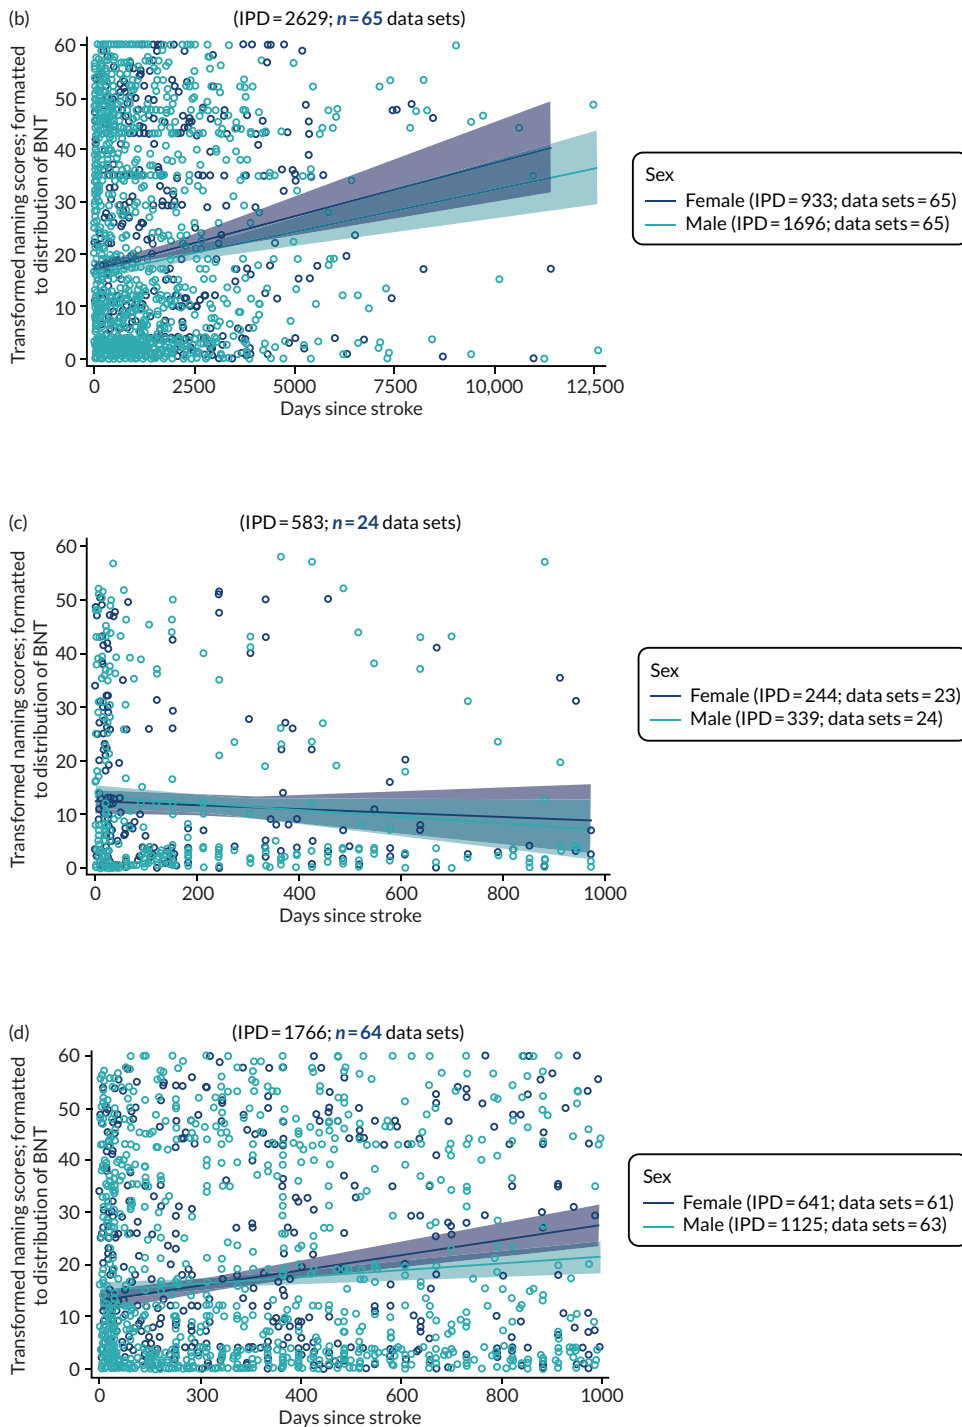 (b)
(IPD = 2629; n = 65 data sets)
Transformed naming scores; formatted
to distribution of BNT
60
50
40
30
20
10
0
0 2500 5000 7500 10,000 12,500
Days since stroke
Sex
Female (IPD = 933; data sets = 65)
Male (IPD = 1696; data sets = 65)
(c)
(IPD = 583; n = 24 data sets)
Transformed naming scores; formatted
to distribution of BNT
60
50
40
30
20
10
0
0 200 400 600 800 1000
Days since stroke
Sex
Female (IPD = 244; data sets = 23)
Male (IPD = 339; data sets = 24)
(d)
(IPD = 1766; n = 64 data sets)
Transformed naming scores; formatted
to distribution of BNT
60
50
40
30
20
10
0
0 300 400 600 800 1000
Days since stroke
Sex
Female (IPD = 641; data sets = 61)
Male (IPD = 1125; data sets = 63)